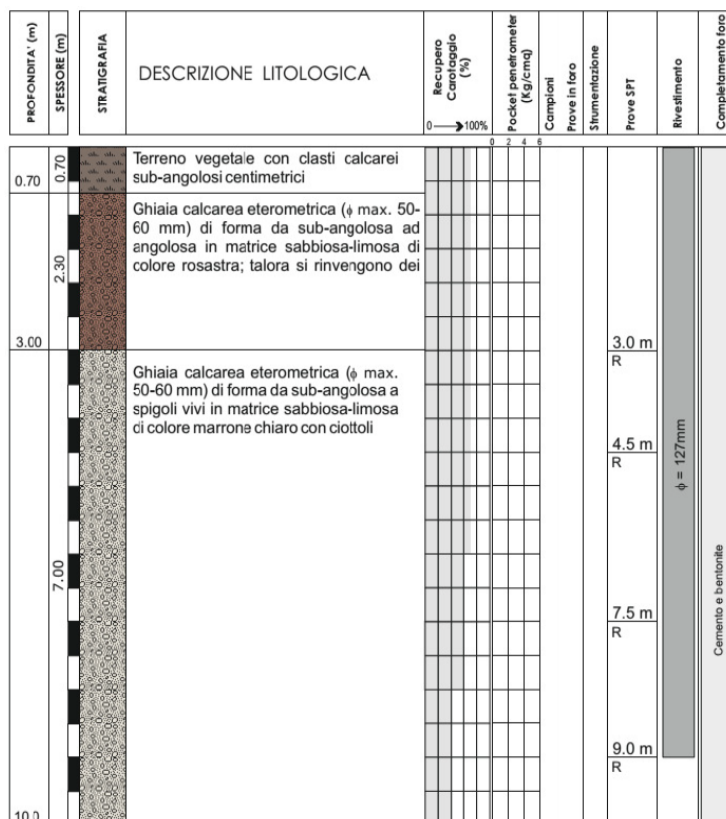 PROFONDITA' (m)
SPESSORE (m)
STRATIGRAFIA
DESCRIZIONE LITOLOGICA
Recupero
Carotaggio
(%)
0 100%
Pocket penetrometer
(Kg/cmq)
0 2 4 6
Campioni
Prove in foro
Strumentazione
Prove SPT
Rivestimento
Completamento foro
0.70
0.70
Terreno vegetale con clasti calcarei
sub-angolosi centimetrici
2.30
Ghiaia calcarea eterometrica (ϕ max. 50-
60 mm) di forma da sub-angolosa ad
angolosa in matrice sabbiosa-limosa di
colore rosastra; talora si rinvengono dei
3.00
3.0 m
R
Ghiaia calcarea eterometrica (ϕ max.
50-60 mm) di forma da sub-angolosa a
spigoli vivi in matrice sabbiosa-limosa
di colore marrone chiaro con ciottoli
4.5 m
R
ϕ = 127mm
7.00
7.5 m
R
Cemento e bentonite
9.0 m
R
10.0